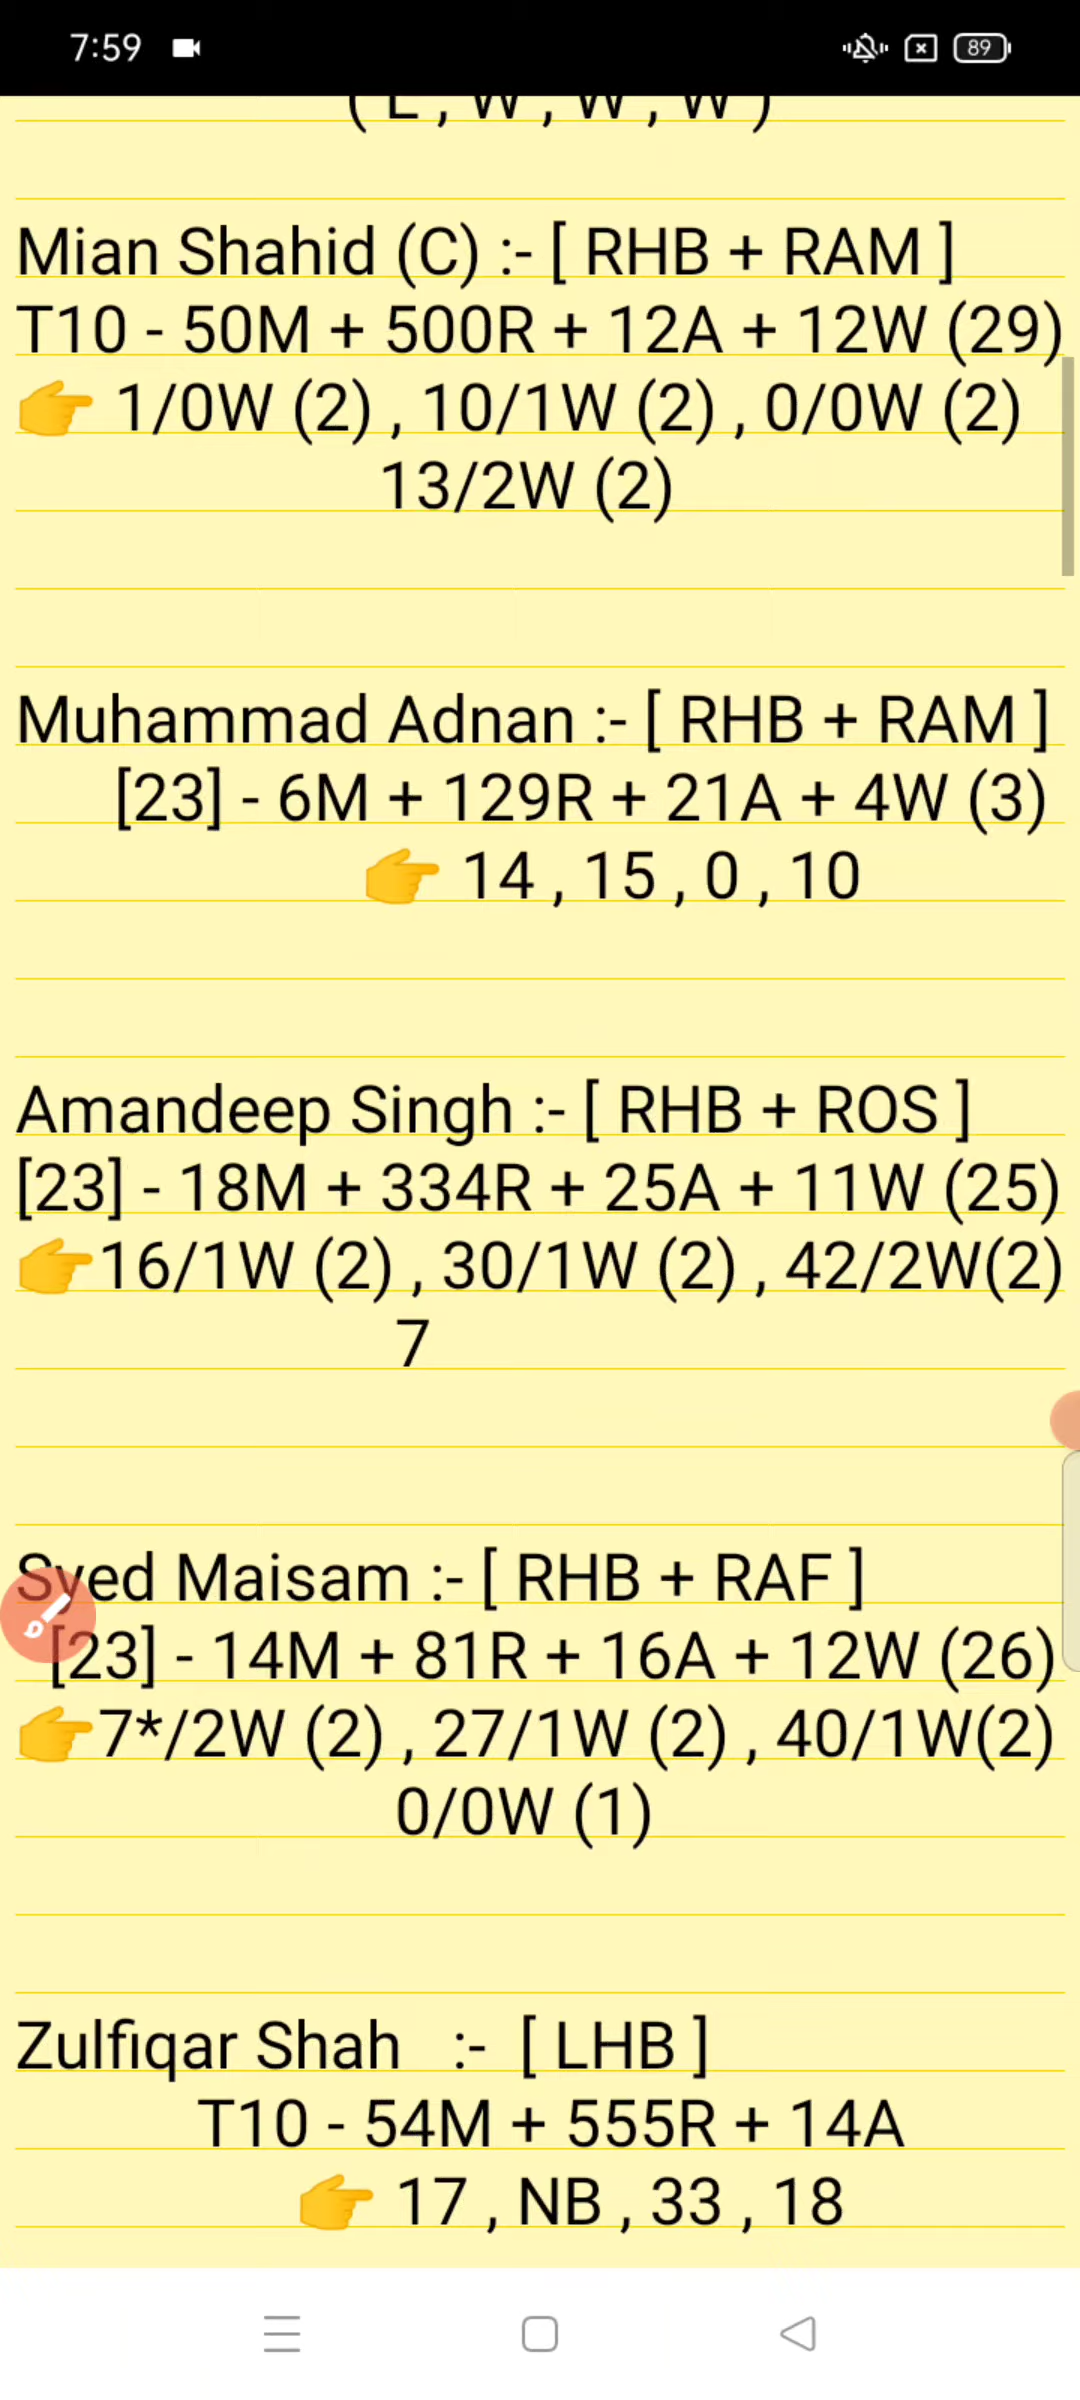 7:59
89
( L , W , W , W )
Mian Shahid (C) :- [ RHB + RAM ]
T10 - 50M + 500R + 12A + 12W (29)
👉 1/0W (2) , 10/1W (2) , 0/0W (2)
13/2W (2)
Muhammad Adnan :- [ RHB + RAM ]
[23] - 6M + 129R + 21A + 4W (3)
👉 14 , 15 , 0 , 10
Amandeep Singh :- [ RHB + ROS ]
[23] - 18M + 334R + 25A + 11W (25)
👉16/1W (2) , 30/1W (2) , 42/2W(2)
7
Syed Maisam :- [ RHB + RAF ]
[23] - 14M + 81R + 16A + 12W (26)
👉7*/2W (2) , 27/1W (2) , 40/1W(2)
0/0W (1)
Zulfiqar Shah :- [ LHB ]
T10 - 54M + 555R + 14A
👉 17 , NB , 33 , 18